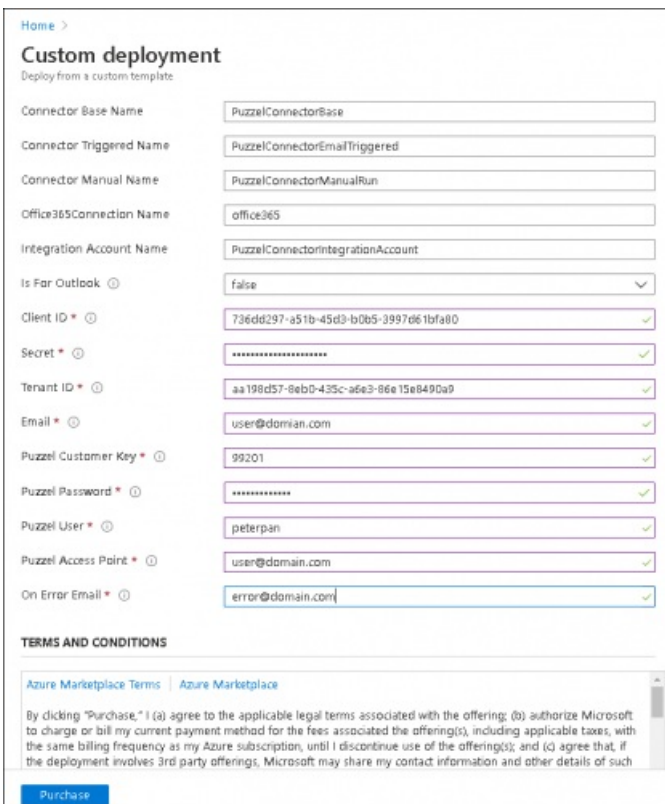 Home >
Custom deployment
Deploy from a custom template
Connector Base Name PuzzelConnectorBase
Connector Triggered Name PuzzelConnectorEmailTriggered
Connector Manual Name PuzzelConnectorManualRun
Office365Connection Name office365
Integration Account Name PuzzelConnectorIntegrationAccount
Is For Outlook false
Client ID * 736dd297-a51b-45d3-b0b5-3997d61bfa80
Secret * •••••••••••••••••••••
Tenant ID * aa198d57-8eb0-435c-a6e3-86e15e8490a9
Email * user@domian.com
Puzzel Customer Key * 99201
Puzzel Password * •••••••••••••
Puzzel User * peterpan
Puzzel Access Point * user@domain.com
On Error Email * error@domain.com
TERMS AND CONDITIONS
Azure Marketplace Terms | Azure Marketplace
By clicking "Purchase," I (a) agree to the applicable legal terms associated with the offering; (b) authorize Microsoft
to charge or bill my current payment method for the fees associated the offering(s), including applicable taxes, with
the same billing frequency as my Azure subscription, until I discontinue use of the offering(s); and (c) agree that, if
the deployment involves 3rd party offerings, Microsoft may share my contact information and other details of such
Purchase